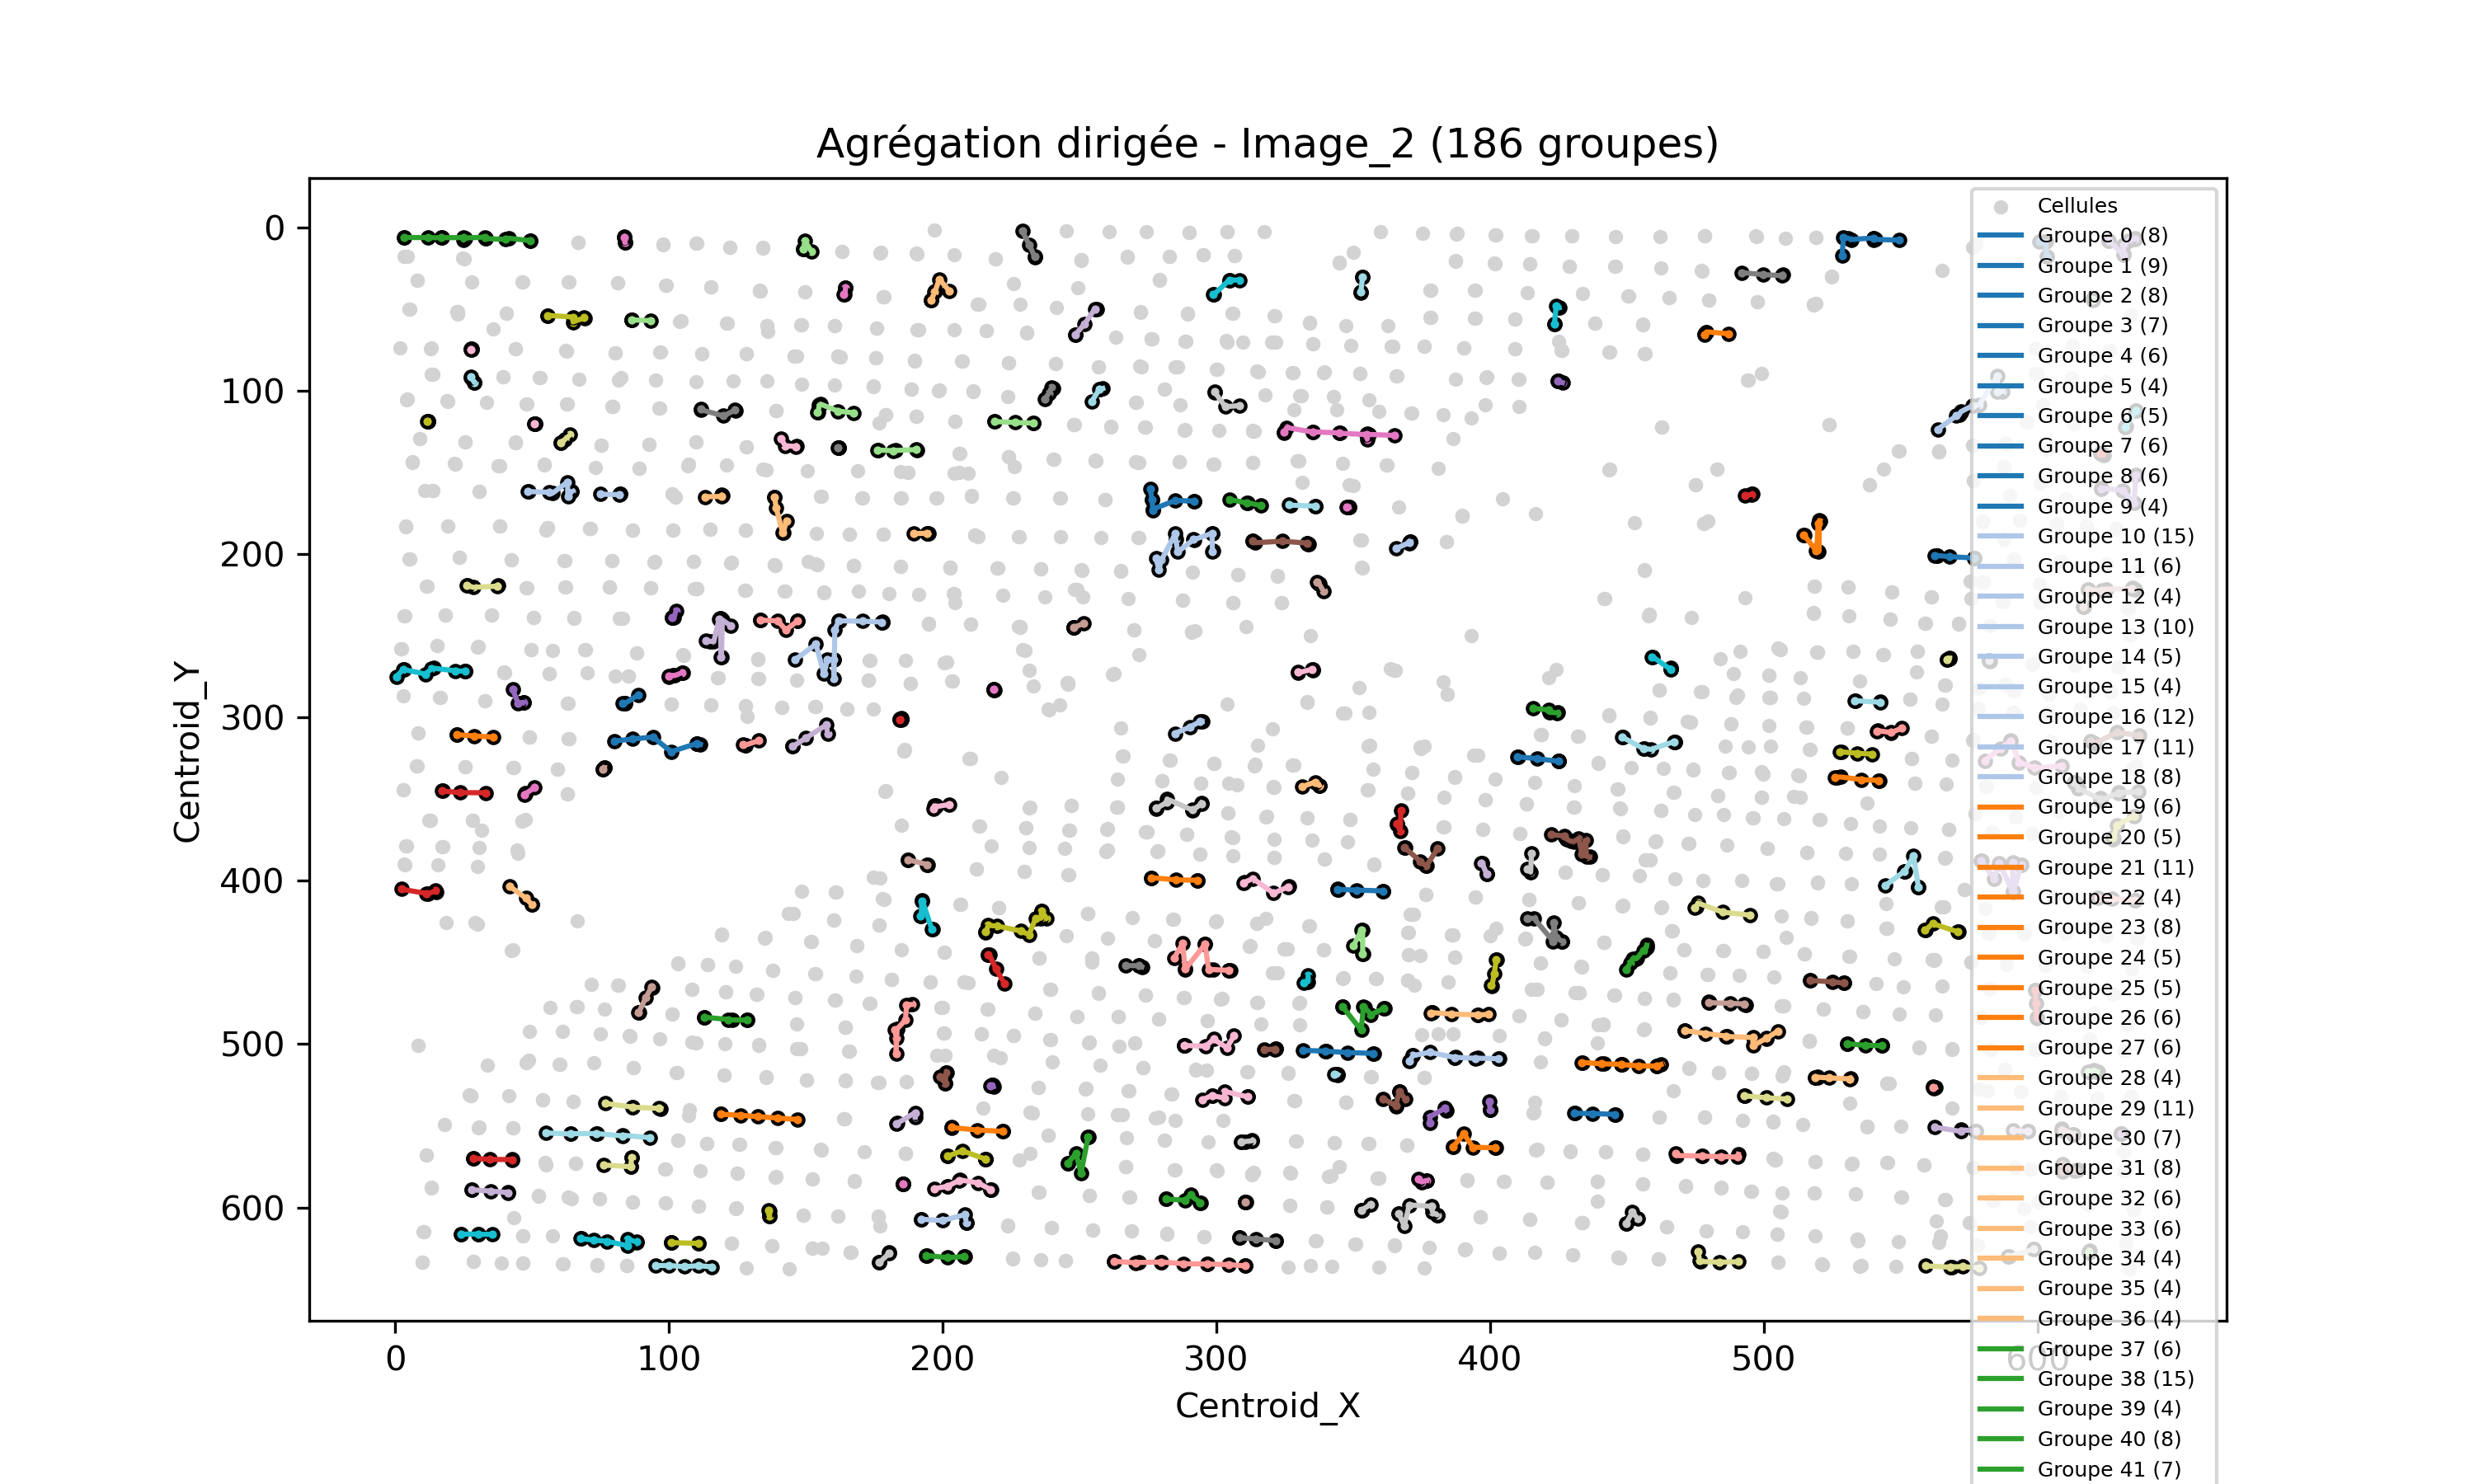 Agrégation dirigée - Image_2 (186 groupes)
Centroid_Y
0
100
200
300
400
500
600
0
100
200
300
400
500
600
Centroid_X
Cellules
Groupe 0 (8)
Groupe 1 (9)
Groupe 2 (8)
Groupe 3 (7)
Groupe 4 (6)
Groupe 5 (4)
Groupe 6 (5)
Groupe 7 (6)
Groupe 8 (6)
Groupe 9 (4)
Groupe 10 (15)
Groupe 11 (6)
Groupe 12 (4)
Groupe 13 (10)
Groupe 14 (5)
Groupe 15 (4)
Groupe 16 (12)
Groupe 17 (11)
Groupe 18 (8)
Groupe 19 (6)
Groupe 20 (5)
Groupe 21 (11)
Groupe 22 (4)
Groupe 23 (8)
Groupe 24 (5)
Groupe 25 (5)
Groupe 26 (6)
Groupe 27 (6)
Groupe 28 (4)
Groupe 29 (11)
Groupe 30 (7)
Groupe 31 (8)
Groupe 32 (6)
Groupe 33 (6)
Groupe 34 (4)
Groupe 35 (4)
Groupe 36 (4)
Groupe 37 (6)
Groupe 38 (15)
Groupe 39 (4)
Groupe 40 (8)
Groupe 41 (7)